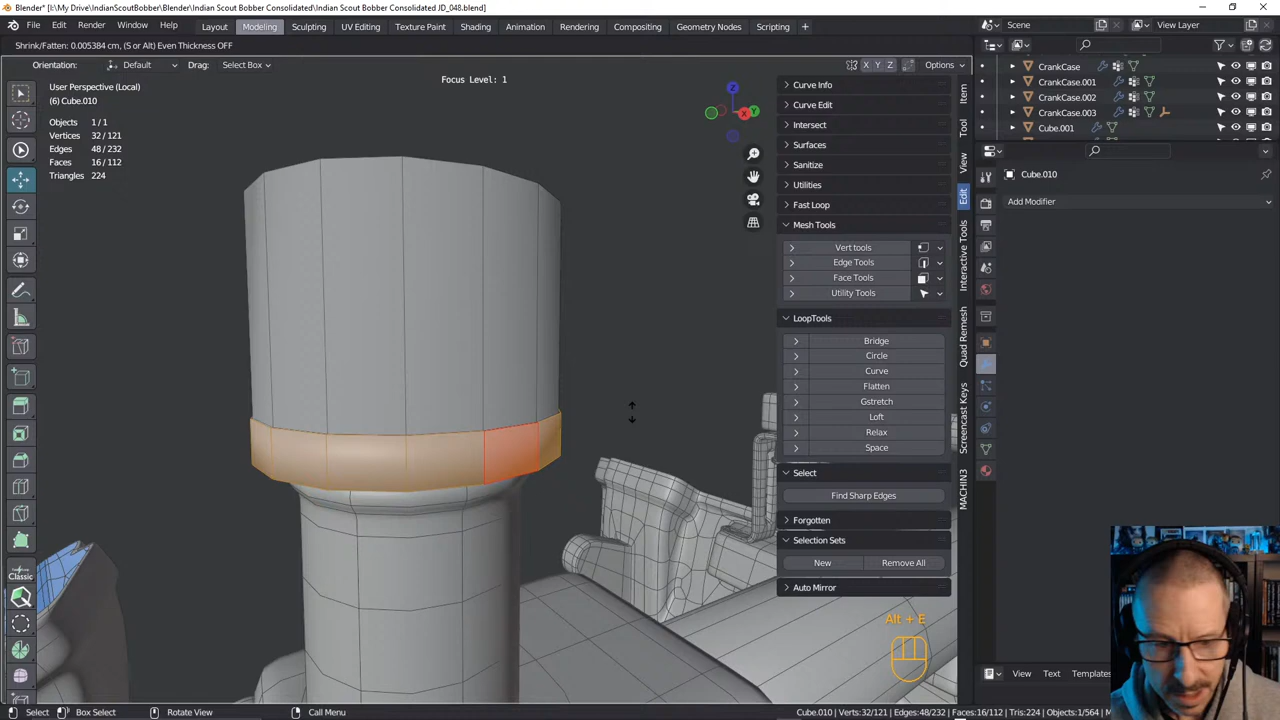 Blender* [I:\My Drive\IndianScoutBobber\Blender\Indian Scout Bobber Consolidated\Indian Scout Bobber Consolidated JD_048.blend]
File Edit Render Window Help Layout Modeling Sculpting UV Editing Texture Paint Shading Animation Rendering Compositing Geometry Nodes Scripting + Scene View Layer
Shrink/Fatten: 0.005384 cm, (S or Alt) Even Thickness OFF
Orientation: Default Drag: Select Box X Y Z Options
User Perspective (Local)
(6) Cube.010
Objects 1 / 1
Vertices 32 / 121
Edges 48 / 232
Faces 16 / 112
Triangles 224
Focus Level: 1
Z
Y
X
Classic
Curve Info
Curve Edit
Intersect
Surfaces
Sanitize
Utilities
Fast Loop
Mesh Tools
Vert tools
Edge Tools
Face Tools
Utility Tools
LoopTools
Bridge
Circle
Curve
Flatten
Gstretch
Loft
Relax
Space
Select
Find Sharp Edges
Forgotten
Selection Sets
New Remove All
Auto Mirror
Alt + E
Item
Tool
View
Edit
Interactive Tools
Quad Remesh
Screencast Keys
MACHIN3
CrankCase
CrankCase.001
CrankCase.002
CrankCase.003
Cube.001
Cube.010
Add Modifier
View Text Templates
Select Box Select Rotate View Call Menu Cube.010 | Verts:32/121 | Edges:48/232 | Faces:16/112 | Tris:224 | Objects:1/564 | M